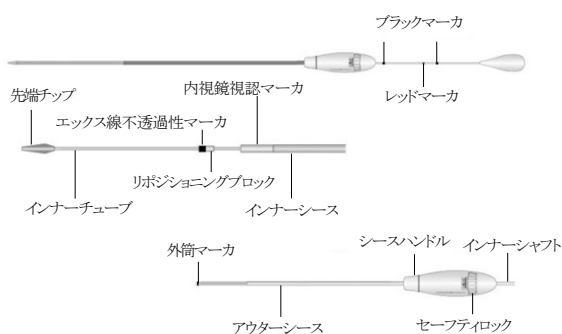 ブラックマーカ
レッドマーカ
先端チップ
内視鏡視認マーカ
エックス線不透過性マーカ
リポジショニングブロック
インナーチューブ
インナーシース
外筒マーカ
シースハンドル
インナーシャフト
アウターシース
セーフティロック